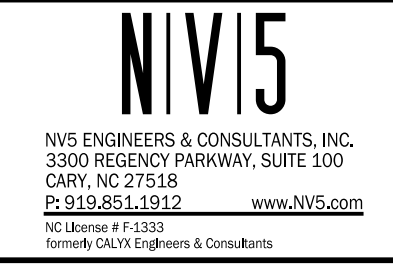 N|V|5
NV5 ENGINEERS & CONSULTANTS, INC.
3300 REGENCY PARKWAY, SUITE 100
CARY, NC 27518
P: 919.851.1912 www.NV5.com
NC License # F-1333
formerly CALYX Engineers & Consultants